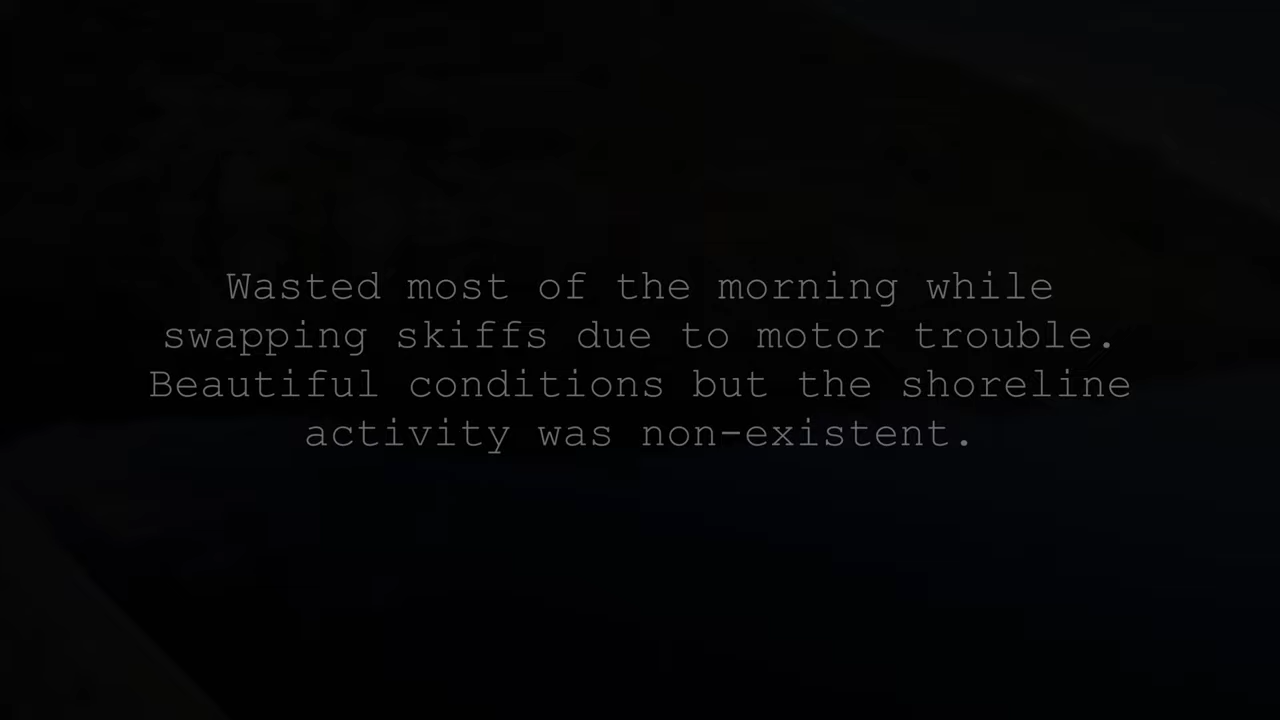 Wasted most of the morning while
swapping skiffs due to motor trouble.
Beautiful conditions but the shoreline
activity was non-existent.